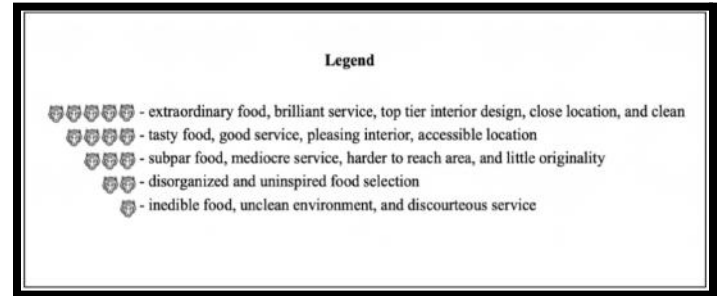 Legend
- extraordinary food, brilliant service, top tier interior design, close location, and clean
- tasty food, good service, pleasing interior, accessible location
- subpar food, mediocre service, harder to reach area, and little originality
- disorganized and uninspired food selection
- inedible food, unclean environment, and discourteous service